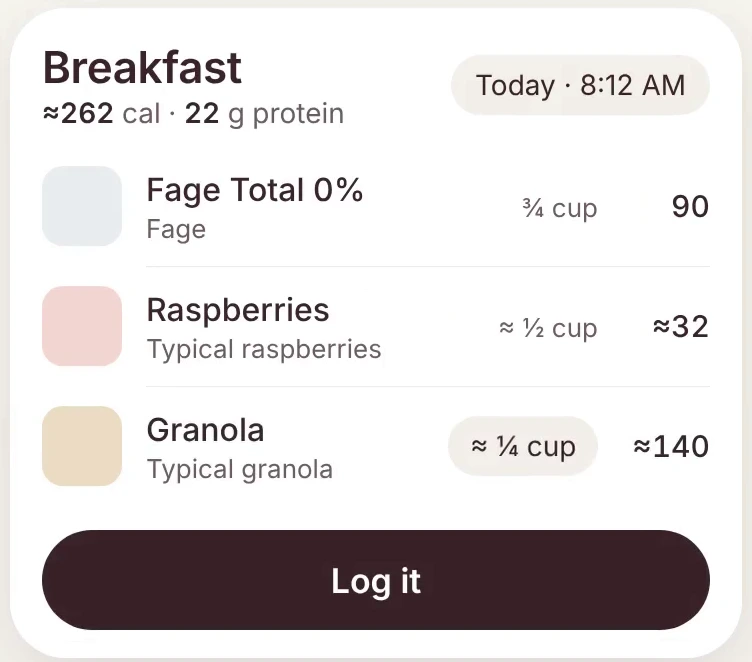 Breakfast
≈262 cal · 22 g protein
Today · 8:12 AM
Fage Total 0%
Fage
¾ cup
90
Raspberries
Typical raspberries
≈ ½ cup
≈32
Granola
Typical granola
≈ ¼ cup
≈140
Log it